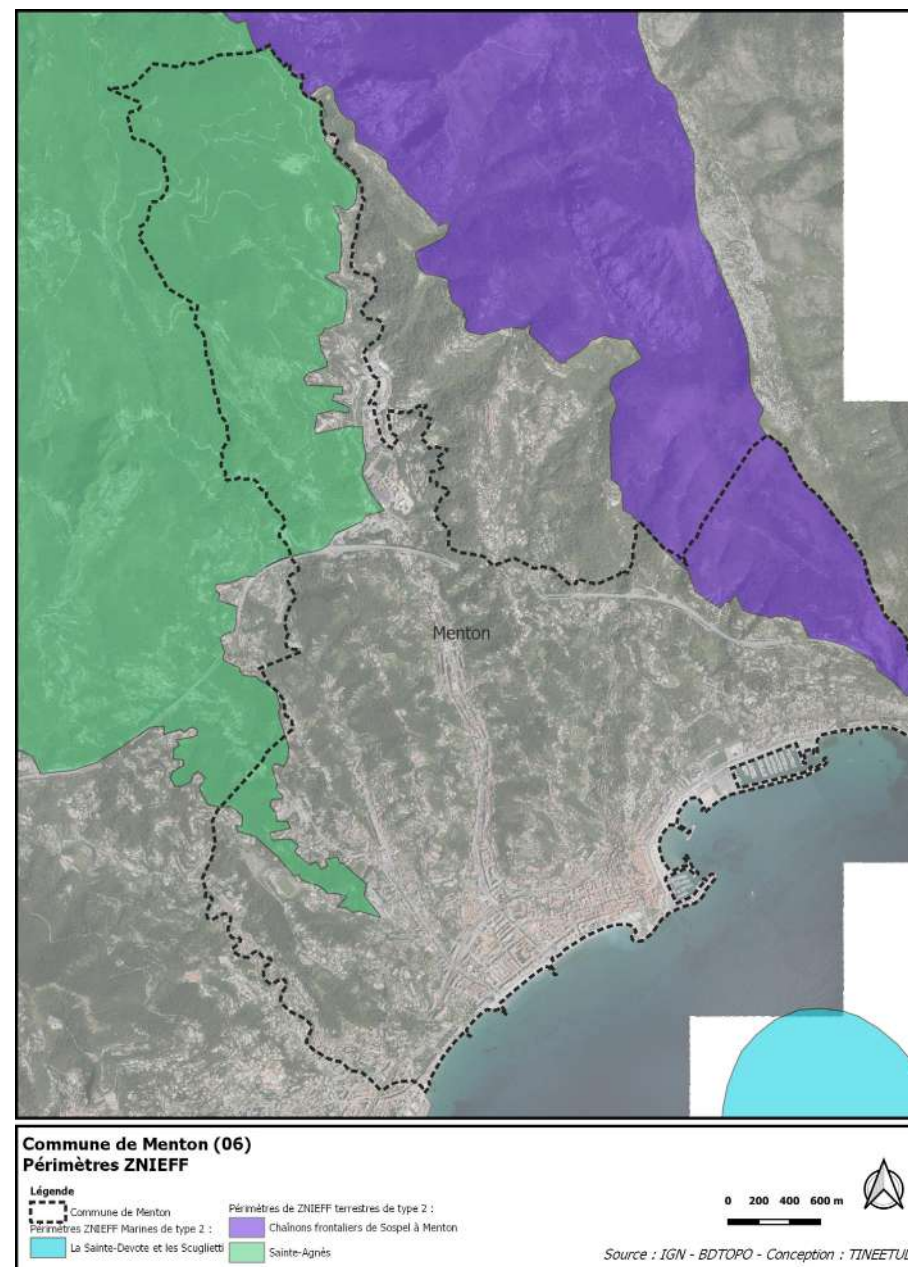 Menton
Commune de Menton (06)
Périmètres ZNIEFF
Légende
Commune de Menton
Périmètres ZNIEFF Marines de type 2 :
La Sainte-Devote et les Scuglietti
Périmètres de ZNIEFF terrestres de type 2 :
Chaînons frontaliers de Sospel à Menton
Sainte-Agnès
0 200 400 600 m
Source : IGN - BDTOPO - Conception : TINEETUD